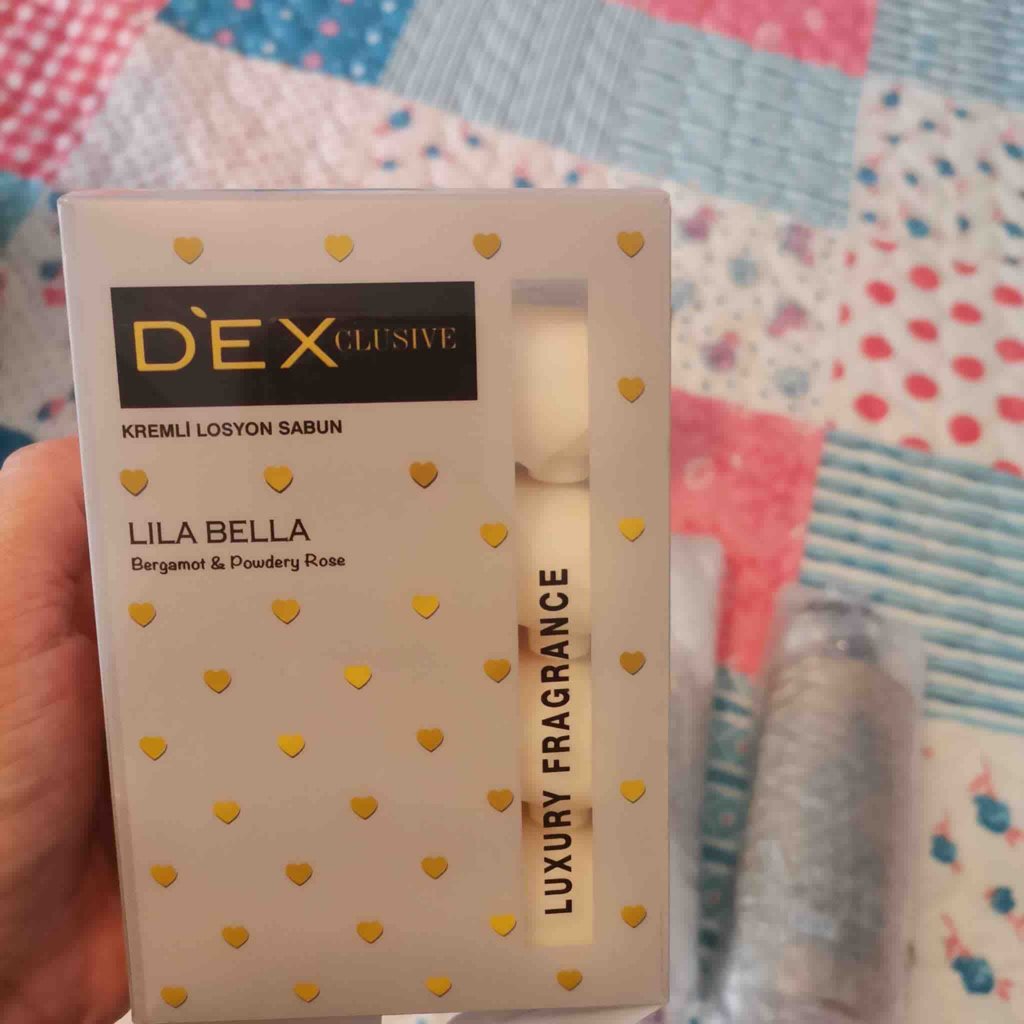 D'EXCLUSIVE
KREMLİ LOSYON SABUN
LILA BELLA
Bergamot & Powdery Rose
LUXURY FRAGRANCE